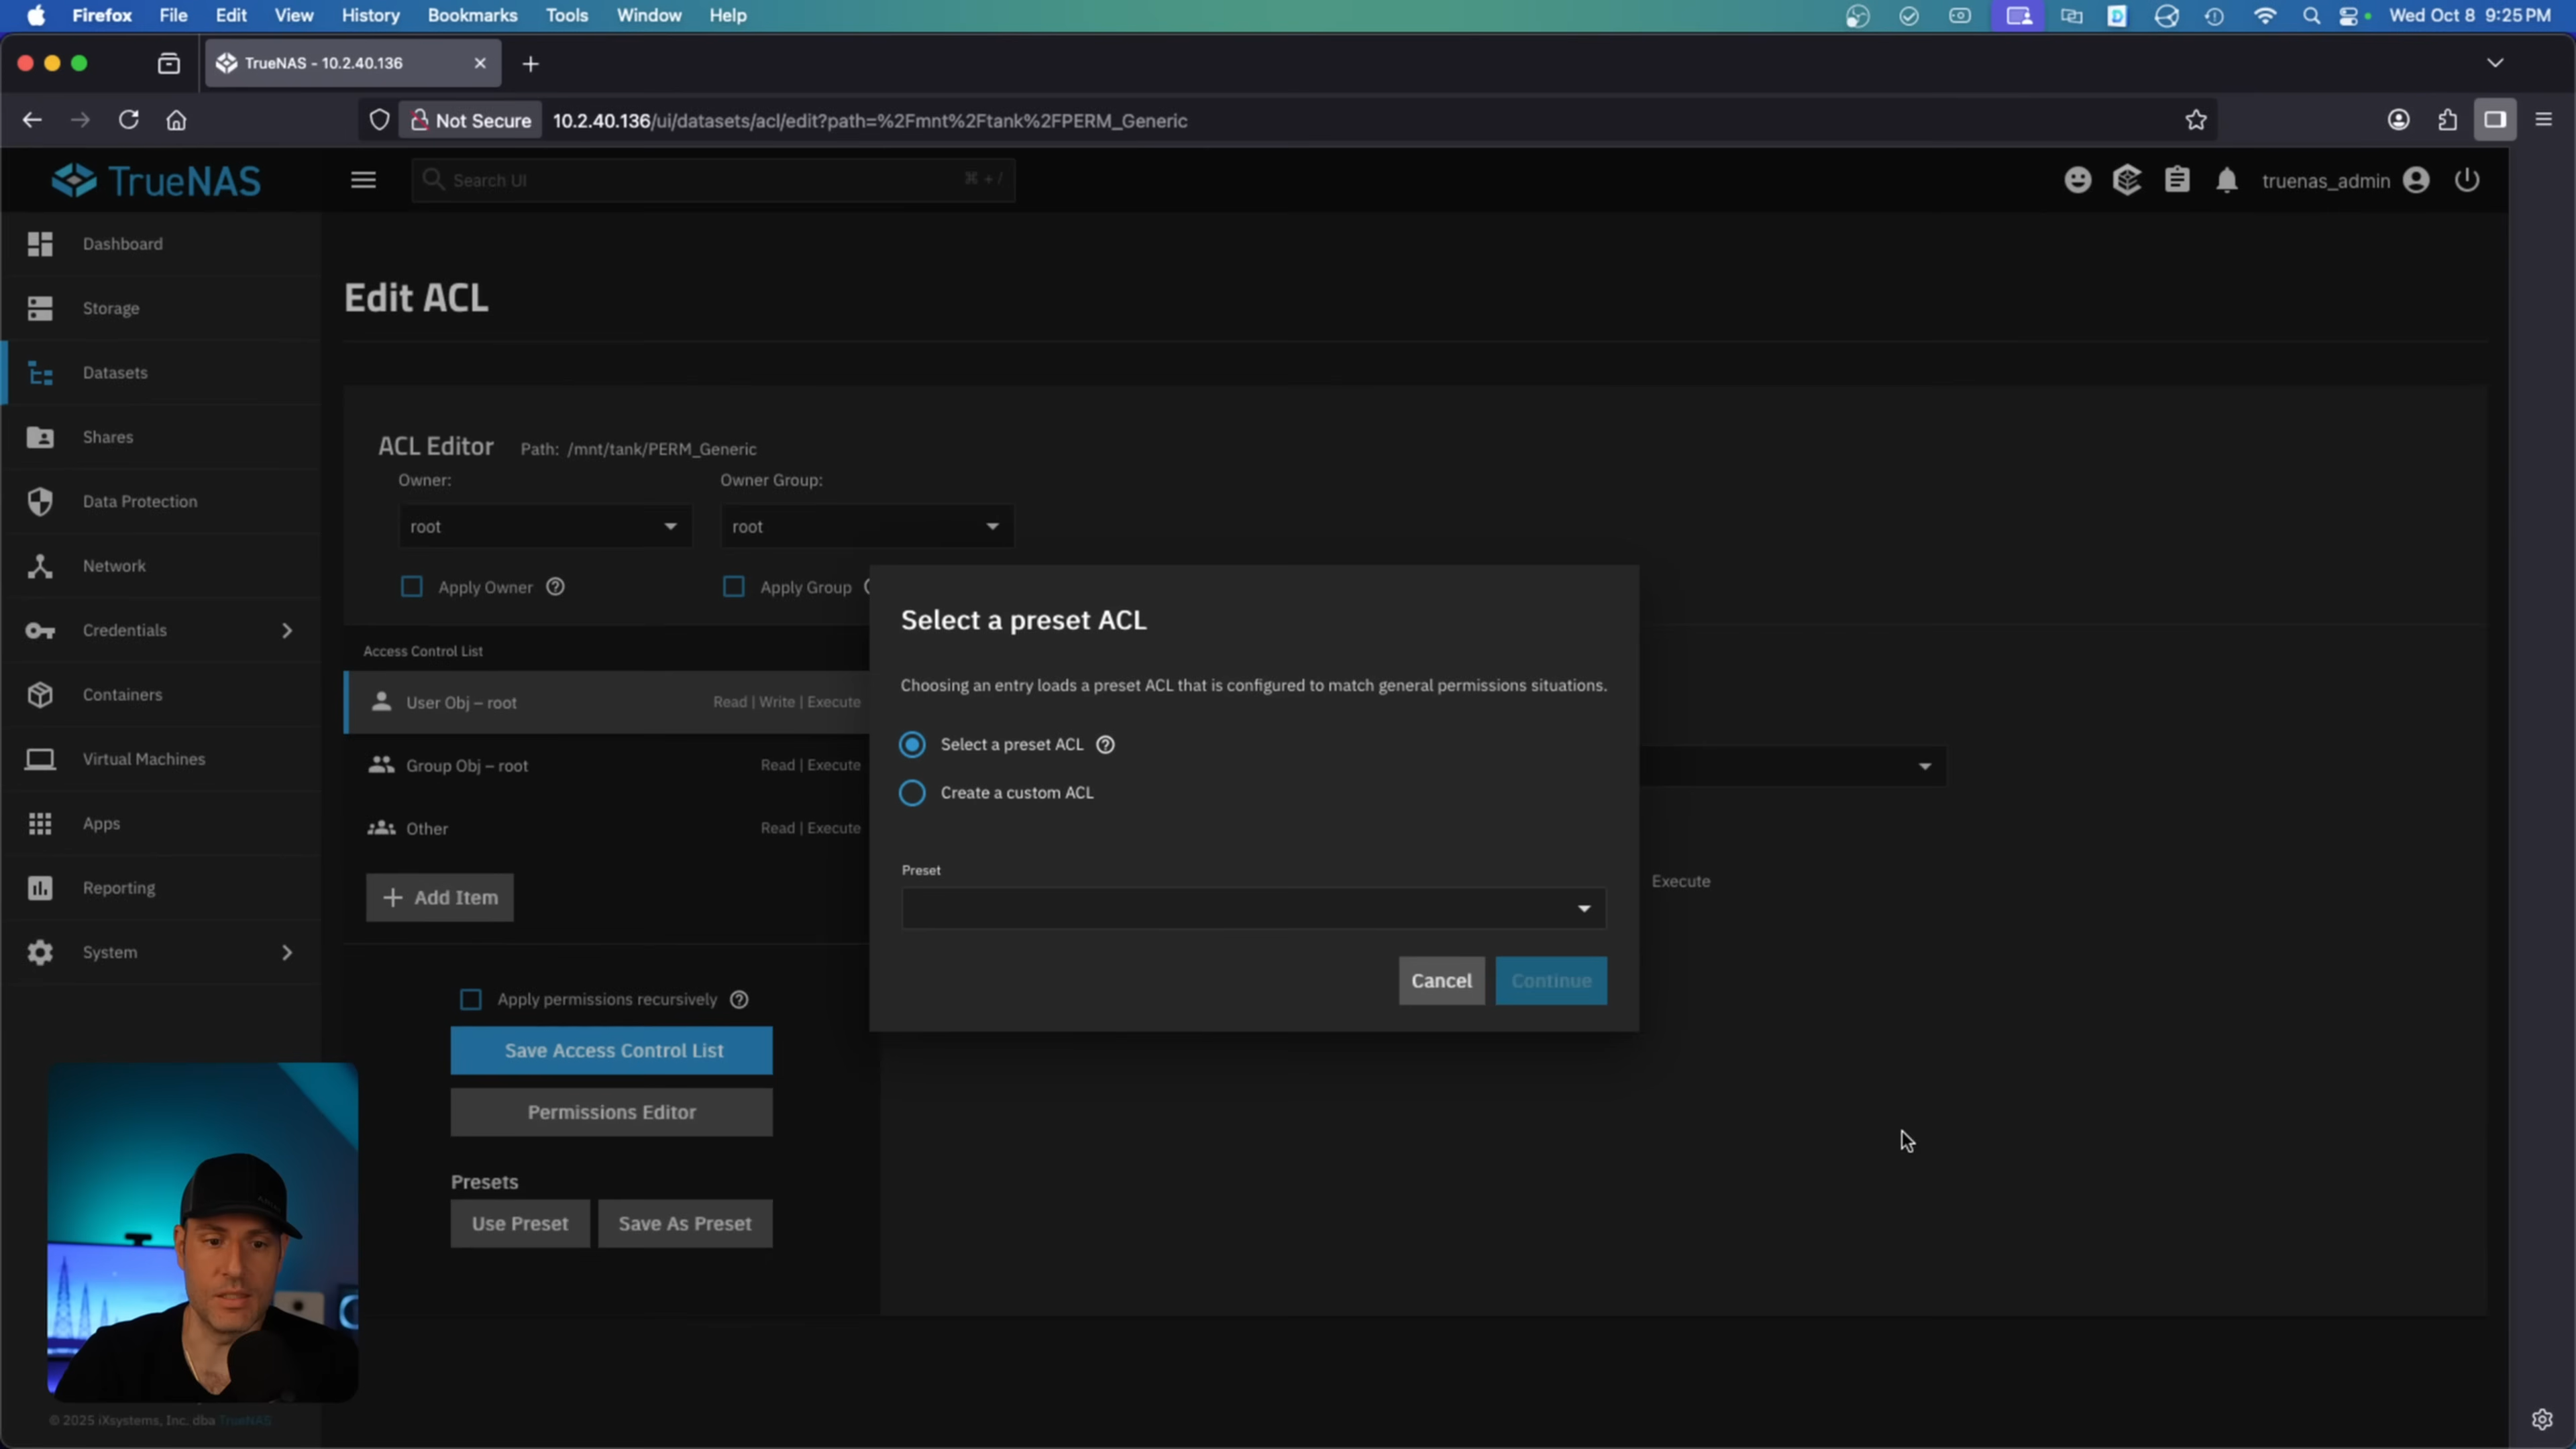 Firefox File Edit View History Bookmarks Tools Window Help Wed Oct 8 9:25 PM
TrueNAS - 10.2.40.136
Not Secure 10.2.40.136/ui/datasets/acl/edit?path=%2Fmnt%2Ftank%2FPERM_Generic
TrueNAS Search UI ⌘ + / truenas_admin
Dashboard
Storage
Datasets
Shares
Data Protection
Network
Credentials
Containers
Virtual Machines
Apps
Reporting
System
© 2025 iXsystems, Inc. dba TrueNAS
Edit ACL
ACL Editor Path: /mnt/tank/PERM_Generic
Owner: Owner Group:
root root
Apply Owner Apply Group
Access Control List
User Obj – root Read | Write | Execute
Group Obj – root Read | Execute
Other Read | Execute
Add Item
Apply permissions recursively
Save Access Control List
Permissions Editor
Presets
Use Preset Save As Preset
Select a preset ACL
Choosing an entry loads a preset ACL that is configured to match general permissions situations.
Select a preset ACL
Create a custom ACL
Preset
Cancel Continue
Execute